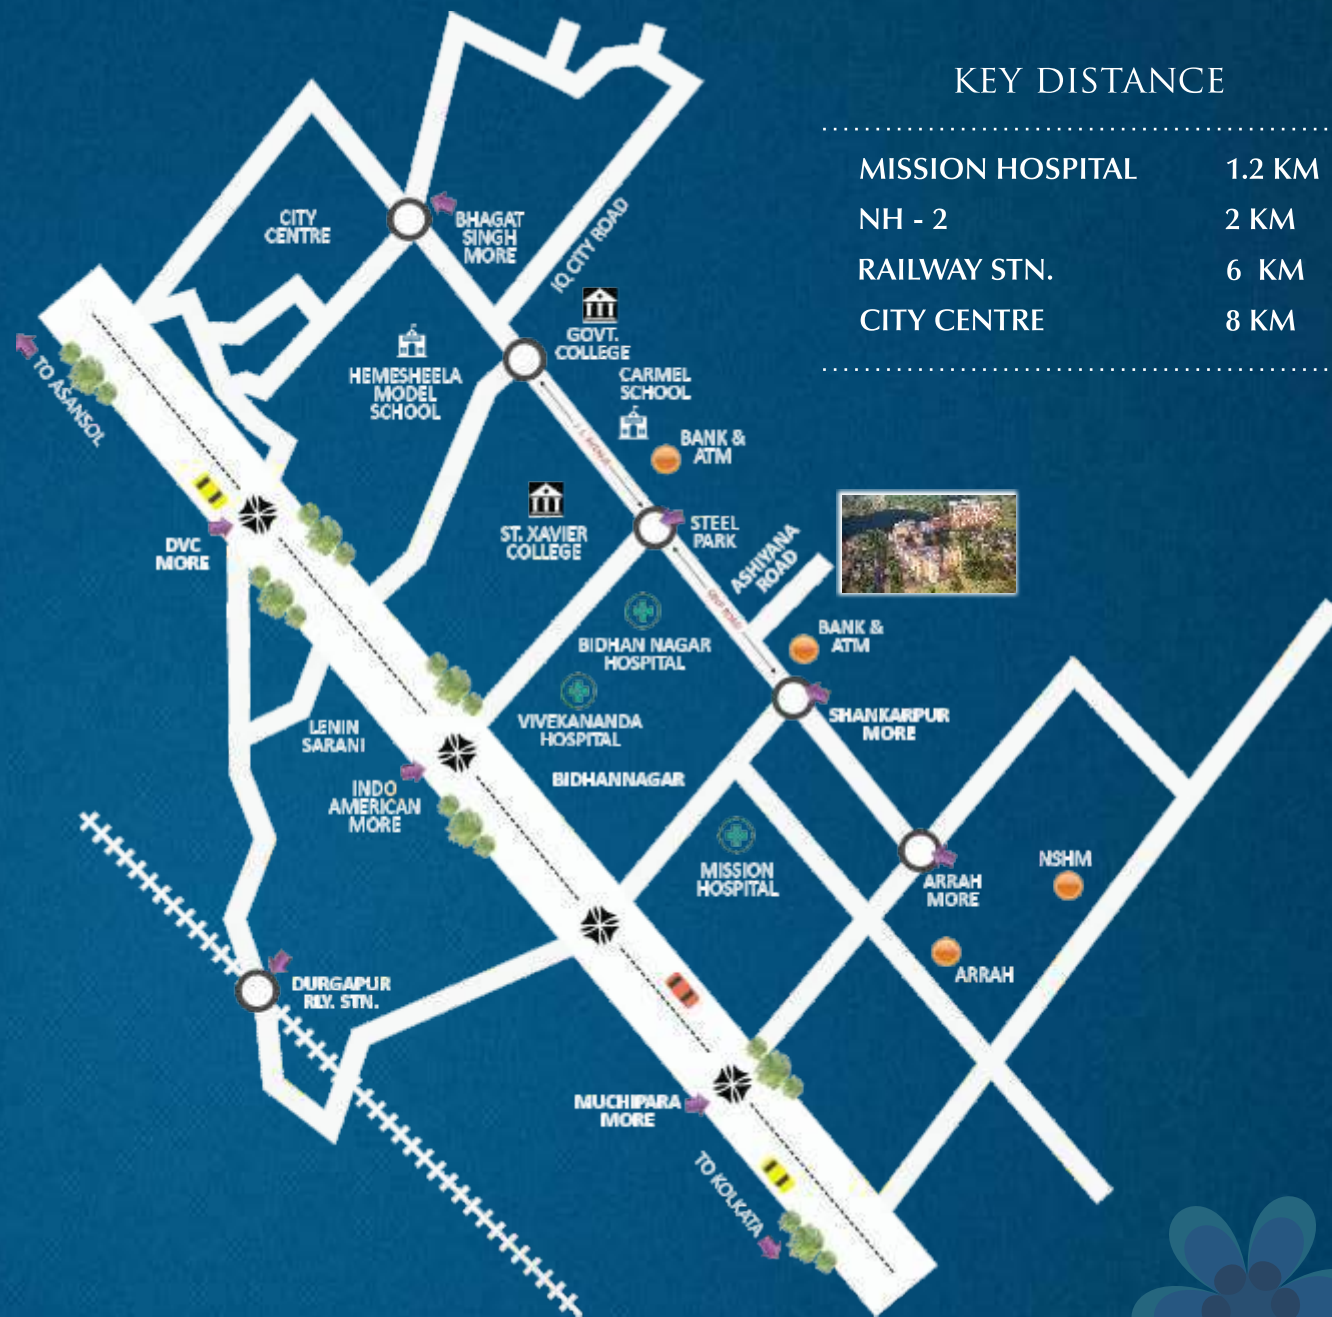 KEY DISTANCE
MISSION HOSPITAL 1.2 KM
NH - 2 2 KM
RAILWAY STN. 6 KM
CITY CENTRE 8 KM
CITY
CENTRE
BHAGAT
SINGH
MORE
IQ CITY ROAD
GOVT.
COLLEGE
HEMESHEELA
MODEL
SCHOOL
CARMEL
SCHOOL
TO ASANSOL
BANK &
ATM
ST. XAVIER
COLLEGE
STEEL
PARK
DVC
MORE
ASHIYANA
ROAD
BIDHAN NAGAR
HOSPITAL
BANK &
ATM
VIVEKANANDA
HOSPITAL
SHANKARPUR
MORE
LENIN
SARANI
BIDHANNAGAR
INDO
AMERICAN
MORE
MISSION
HOSPITAL
NSHM
ARRAH
MORE
ARRAH
DURGAPUR
RLY. STN.
MUCHIPARA
MORE
TO KOLKATA